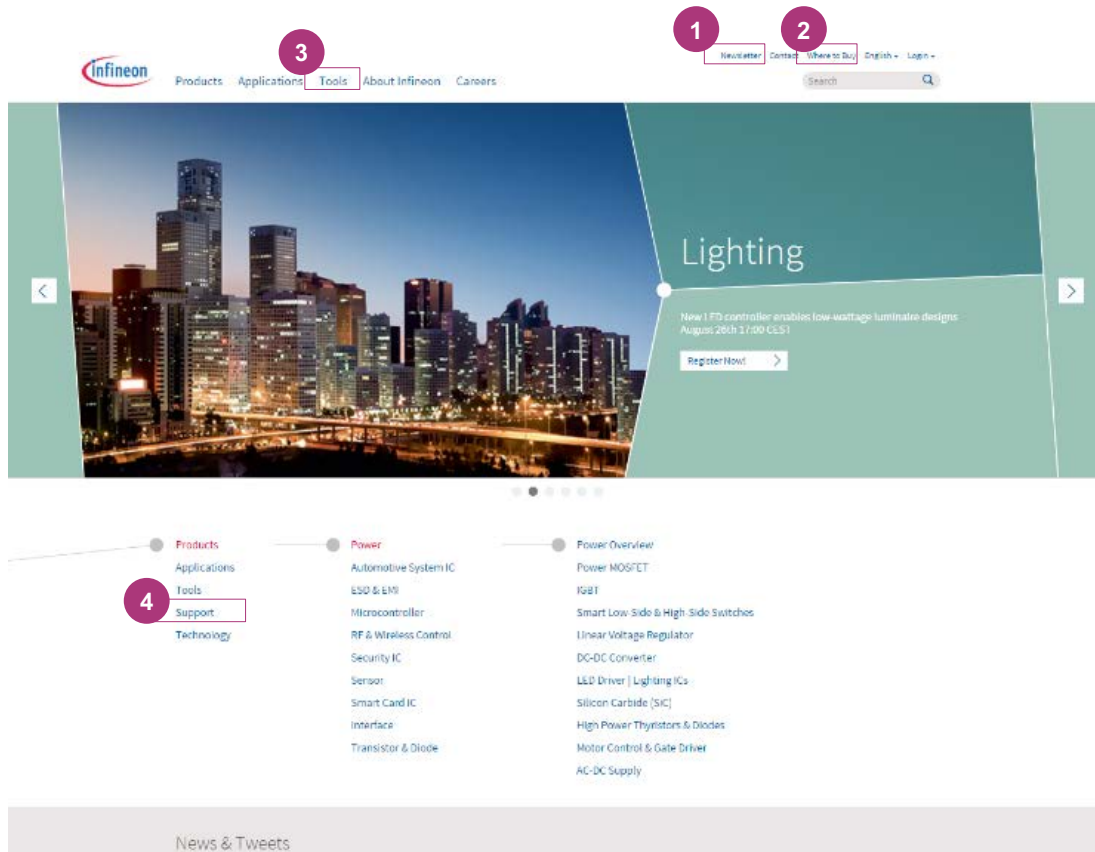 1
2
3
Newsletter Contact Where to Buy English Login
infineon
Products Applications Tools About Infineon Careers
Search
Lighting
New LED controller enables low-wattage luminaire designs
August 26th 17:00 CEST
Register Now!
Products
Applications
Tools
4
Support
Technology
Power
Automotive System IC
ESD & EMI
Microcontroller
RF & Wireless Control
Security IC
Sensor
Smart Card IC
Interface
Transistor & Diode
Power Overview
Power MOSFET
IGBT
Smart Low-Side & High-Side Switches
Linear Voltage Regulator
DC-DC Converter
LED Driver | Lighting ICs
Silicon Carbide (SiC)
High Power Thyristors & Diodes
Motor Control & Gate Driver
AC-DC Supply
News & Tweets